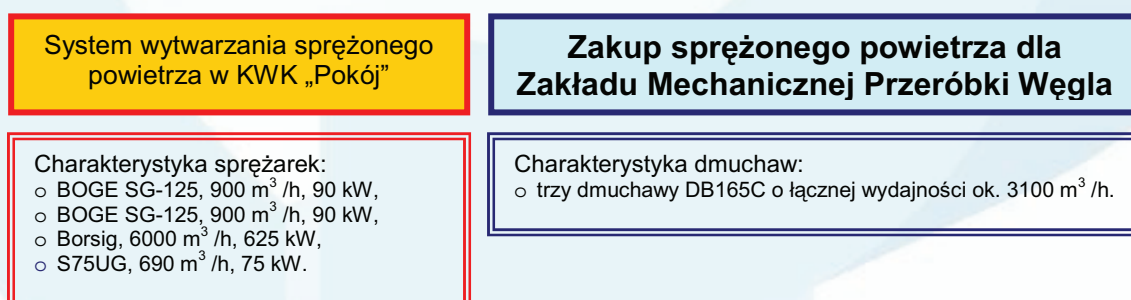 System wytwarzania sprężonego
powietrza w KWK „Pokój”
Zakup sprężonego powietrza dla
Zakładu Mechanicznej Przeróbki Węgla
Charakterystyka sprężarek:
o BOGE SG-125, 900 m³ /h, 90 kW,
o BOGE SG-125, 900 m³ /h, 90 kW,
o Borsig, 6000 m³ /h, 625 kW,
o S75UG, 690 m³ /h, 75 kW.
Charakterystyka dmuchaw:
o trzy dmuchawy DB165C o łącznej wydajności ok. 3100 m³ /h.